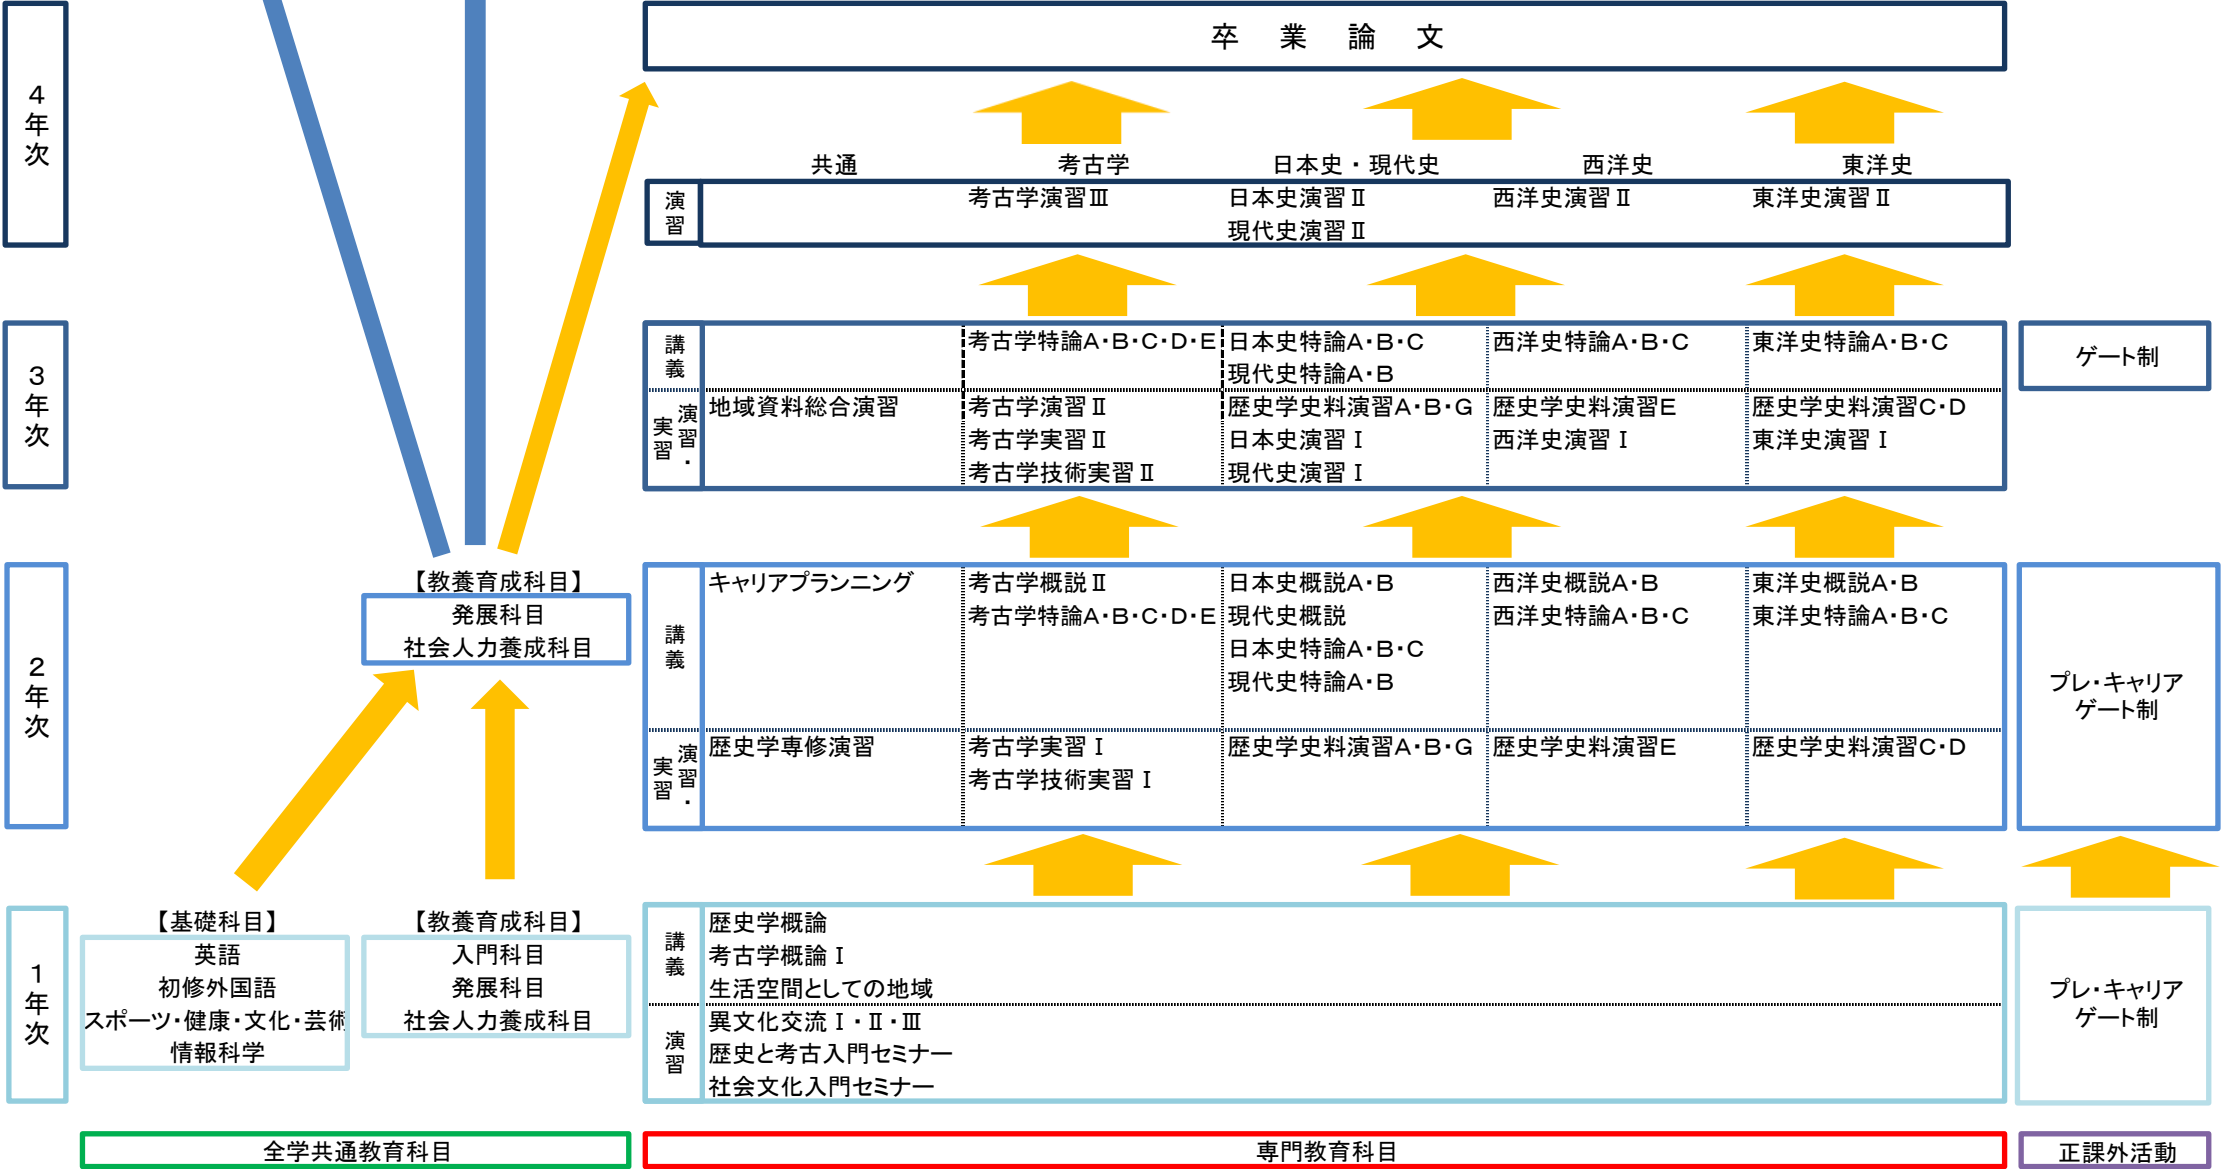 卒業論文
4年次
共通 考古学 日本史・現代史 西洋史 東洋史
演習
考古学演習Ⅲ 日本史演習Ⅱ 西洋史演習Ⅱ 東洋史演習Ⅱ
現代史演習Ⅱ
3年次
講義
考古学特論A・B・C・D・E 日本史特論A・B・C 西洋史特論A・B・C 東洋史特論A・B・C
現代史特論A・B
ゲート制
演習・実習
地域資料総合演習 考古学演習Ⅱ 歴史学史料演習A・B・G 歴史学史料演習E 歴史学史料演習C・D
考古学実習Ⅱ 日本史演習Ⅰ 西洋史演習Ⅰ 東洋史演習Ⅰ
考古学技術実習Ⅱ 現代史演習Ⅰ
2年次
【教養育成科目】
発展科目
社会人力養成科目
講義
キャリアプランニング 考古学概説Ⅱ 日本史概説A・B 西洋史概説A・B 東洋史概説A・B
考古学特論A・B・C・D・E 現代史概説 西洋史特論A・B・C 東洋史特論A・B・C
日本史特論A・B・C
現代史特論A・B
プレ・キャリア
ゲート制
演習・実習
歴史学専修演習 考古学実習Ⅰ 歴史学史料演習A・B・G 歴史学史料演習E 歴史学史料演習C・D
考古学技術実習Ⅰ
1年次
【基礎科目】
英語
初修外国語
スポーツ・健康・文化・芸術
情報科学
【教養育成科目】
入門科目
発展科目
社会人力養成科目
講義
歴史学概論
考古学概論Ⅰ
生活空間としての地域
演習
異文化交流Ⅰ・Ⅱ・Ⅲ
歴史と考古入門セミナー
社会文化入門セミナー
プレ・キャリア
ゲート制
全学共通教育科目 専門教育科目 正課外活動